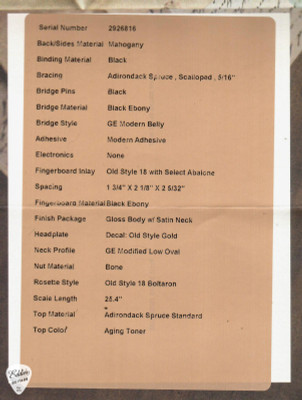 Serial Number 2926816
Back/Sides Material Mahogany
Binding Material Black
Bracing Adirondack Spruce , Scalloped , 5/16"
Bridge Pins Black
Bridge Material Black Ebony
Bridge Style GE Modern Belly
Adhesive Modern Adhesive
Electronics None
Fingerboard Inlay Old Style 18 with Select Abalone
Spacing 1 3/4" X 2 1/8" X 2 5/32"
Fingerboard Material Black Ebony
Finish Package Gloss Body w/ Satin Neck
Headplate Decal: Old Style Gold
Neck Profile GE Modified Low Oval
Nut Material Bone
Rosette Style Old Style 18 Boltaron
Scale Length 25.4"
Top Material Adirondack Spruce Standard
Top Color Aging Toner
Eddie's